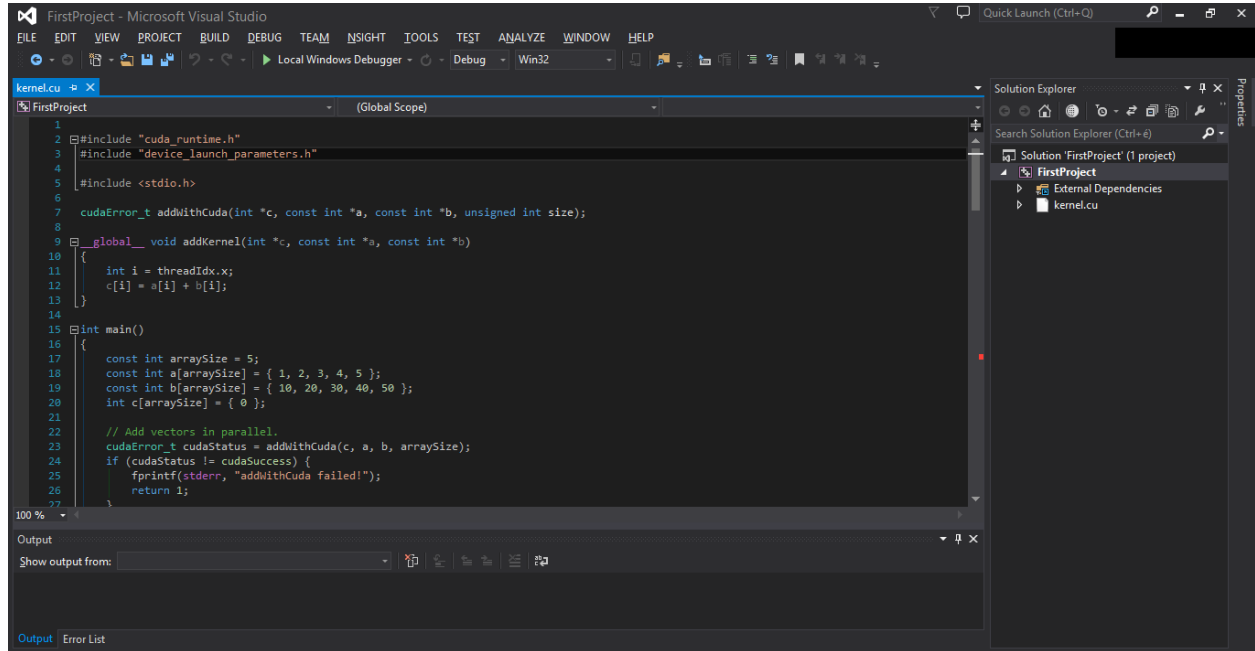 FirstProject - Microsoft Visual Studio
Quick Launch (Ctrl+Q)
FILE EDIT VIEW PROJECT BUILD DEBUG TEAM NSIGHT TOOLS TEST ANALYZE WINDOW HELP
Local Windows Debugger Debug Win32
kernel.cu
FirstProject (Global Scope)
1
2 #include "cuda_runtime.h"
3 #include "device_launch_parameters.h"
4
5 #include <stdio.h>
6
7 cudaError_t addWithCuda(int *c, const int *a, const int *b, unsigned int size);
8
9 __global__ void addKernel(int *c, const int *a, const int *b)
10 {
11 int i = threadIdx.x;
12 c[i] = a[i] + b[i];
13 }
14
15 int main()
16 {
17 const int arraySize = 5;
18 const int a[arraySize] = { 1, 2, 3, 4, 5 };
19 const int b[arraySize] = { 10, 20, 30, 40, 50 };
20 int c[arraySize] = { 0 };
21
22 // Add vectors in parallel.
23 cudaError_t cudaStatus = addWithCuda(c, a, b, arraySize);
24 if (cudaStatus != cudaSuccess) {
25 fprintf(stderr, "addWithCuda failed!");
26 return 1;
27 }
100 %
Output
Show output from:
Output Error List
Solution Explorer
Search Solution Explorer (Ctrl+é)
Solution 'FirstProject' (1 project)
FirstProject
External Dependencies
kernel.cu
Properties